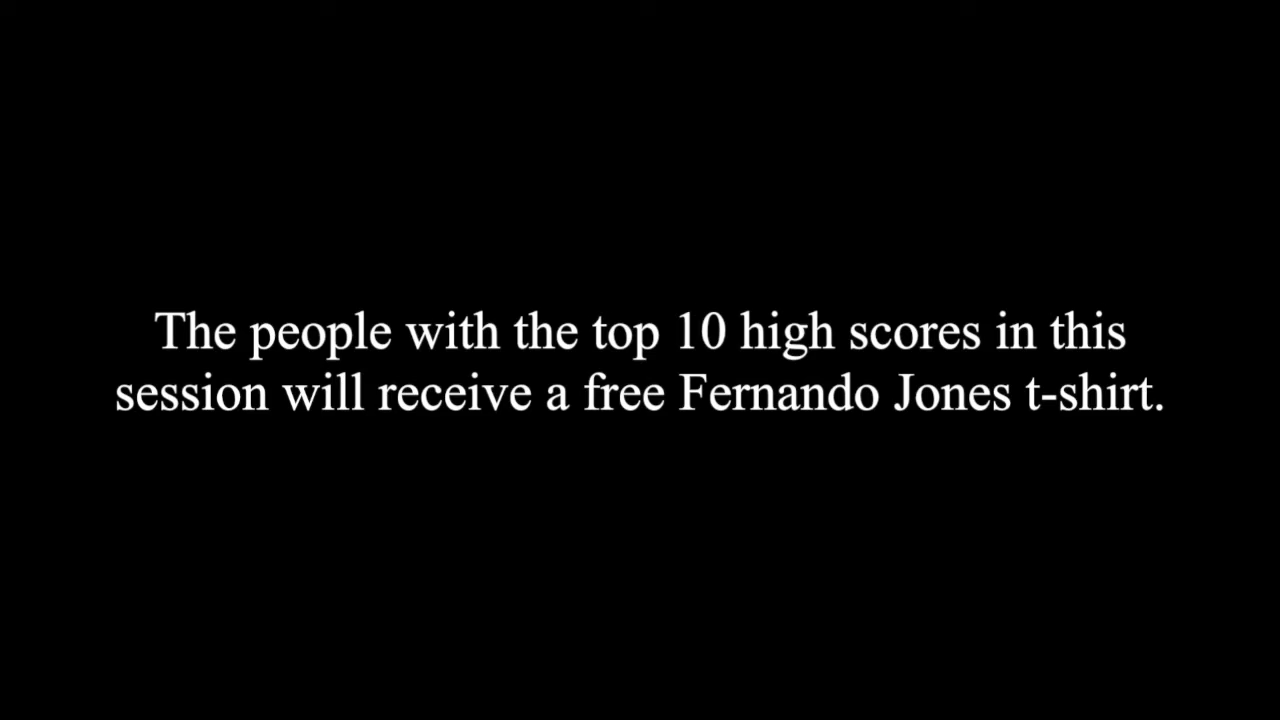 The people with the top 10 high scores in this
session will receive a free Fernando Jones t-shirt.